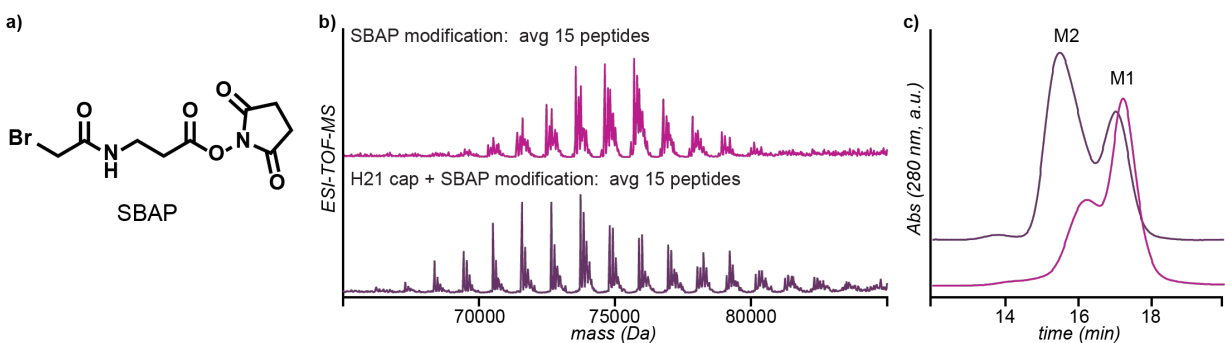 a)
O
Br
N
H
O
O
N
O
O
SBAP
b)
SBAP modification: avg 15 peptides
H21 cap + SBAP modification: avg 15 peptides
ESI-TOF-MS
70000
75000
80000
mass (Da)
c)
M2
M1
Abs (280 nm, a.u.)
14
16
18
time (min)